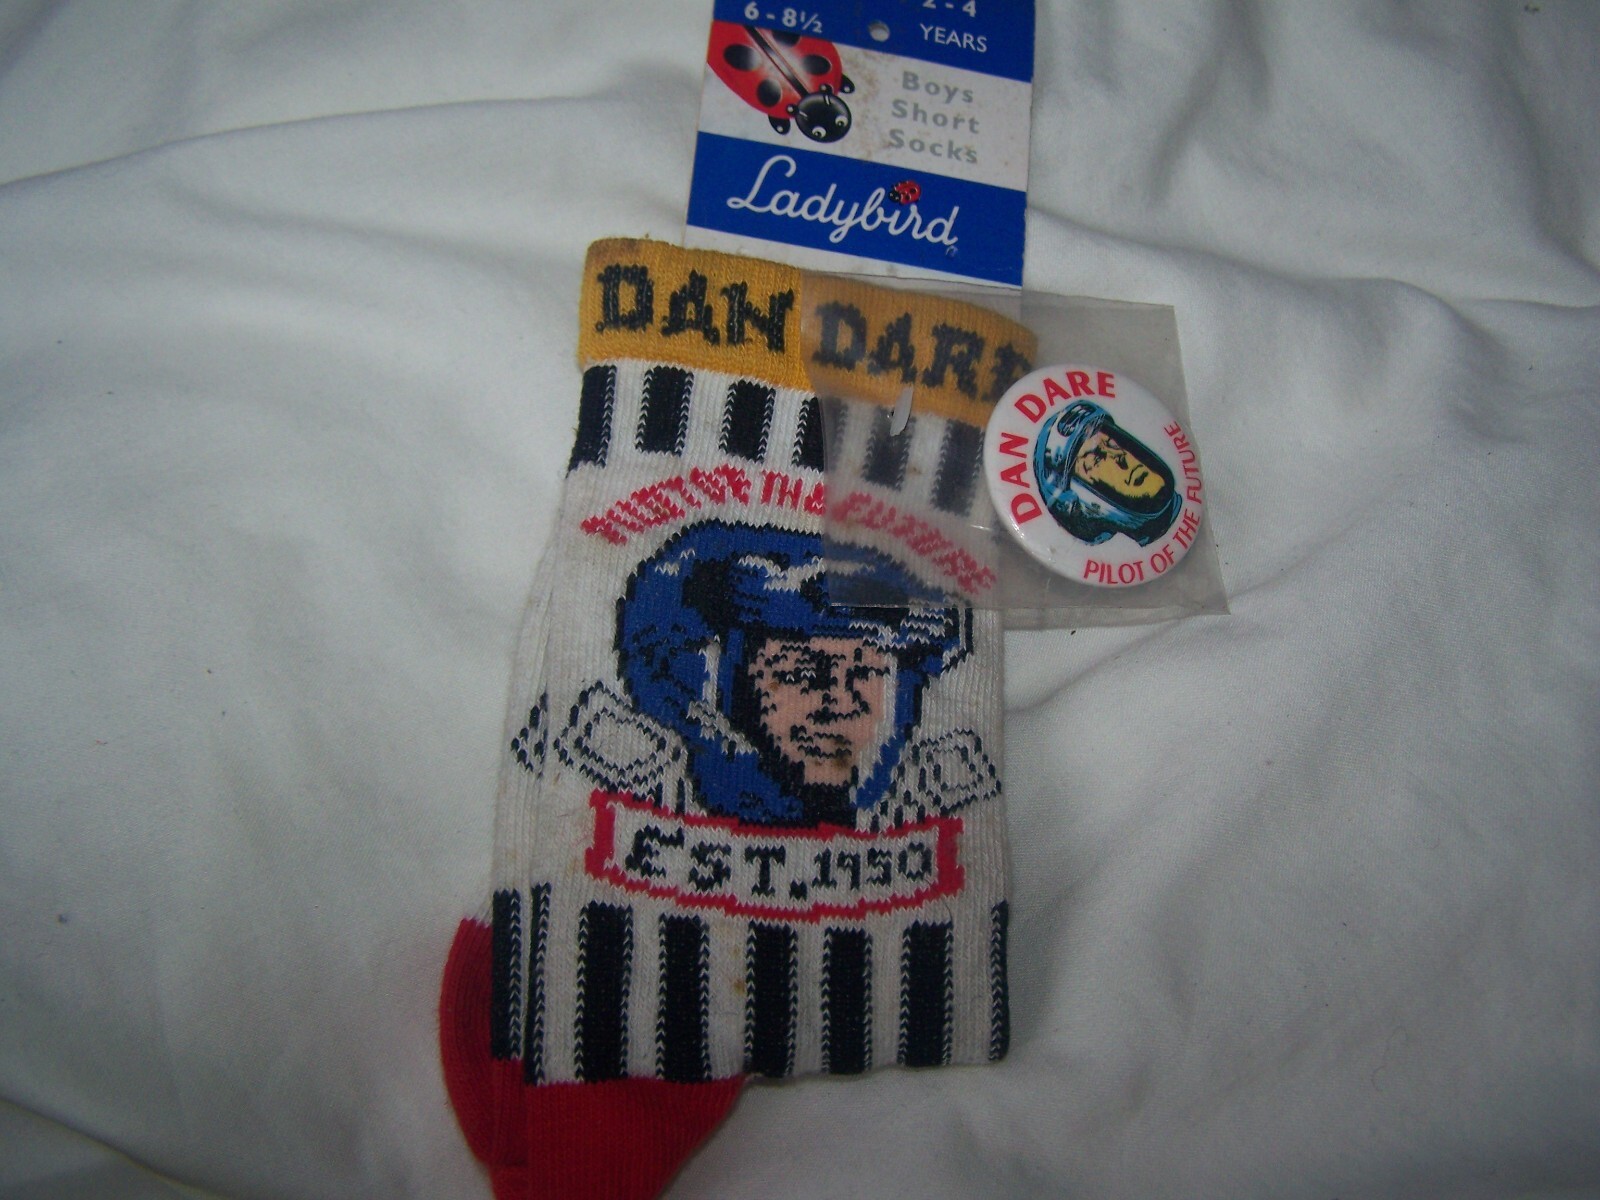 6 - 8½
2 - 4
YEARS
Boys
Short
Socks
Ladybird
DAN DARE
PILOT OF THE FUTURE
EST. 1950
DAN DARE
PILOT OF THE FUTURE